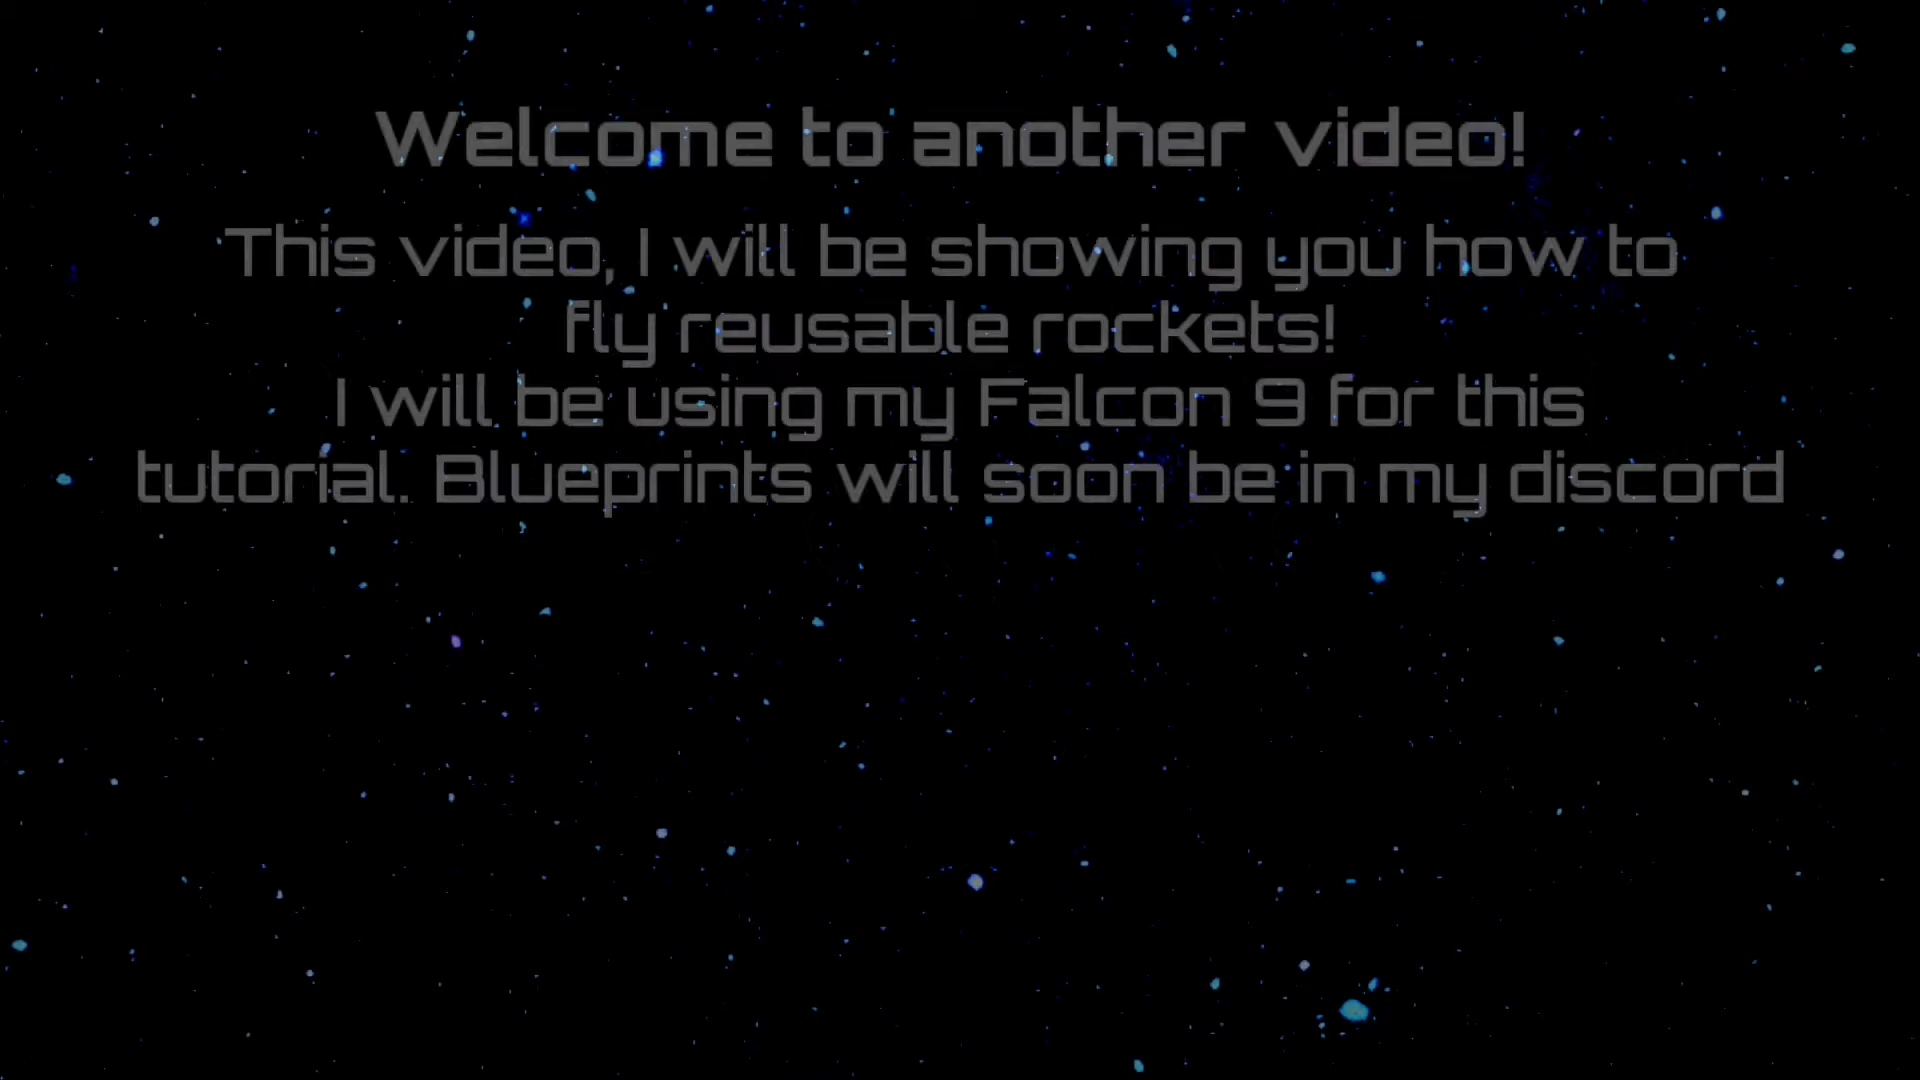 Welcome to another video!
This video, I will be showing you how to
fly reusable rockets!
I will be using my Falcon 9 for this
tutorial. Blueprints will soon be in my discord